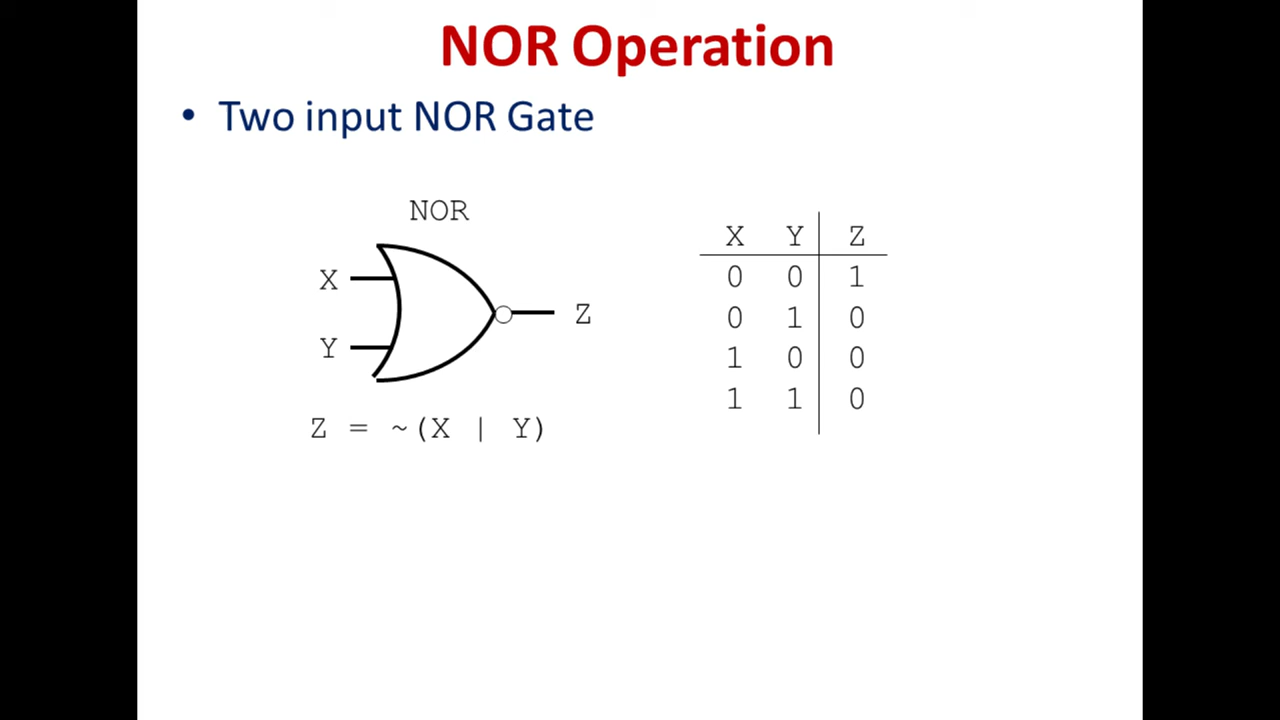 NOR Operation
• Two input NOR Gate
NOR
X
Y
Z
Z = ~(X | Y)
X Y Z
0 0 1
0 1 0
1 0 0
1 1 0